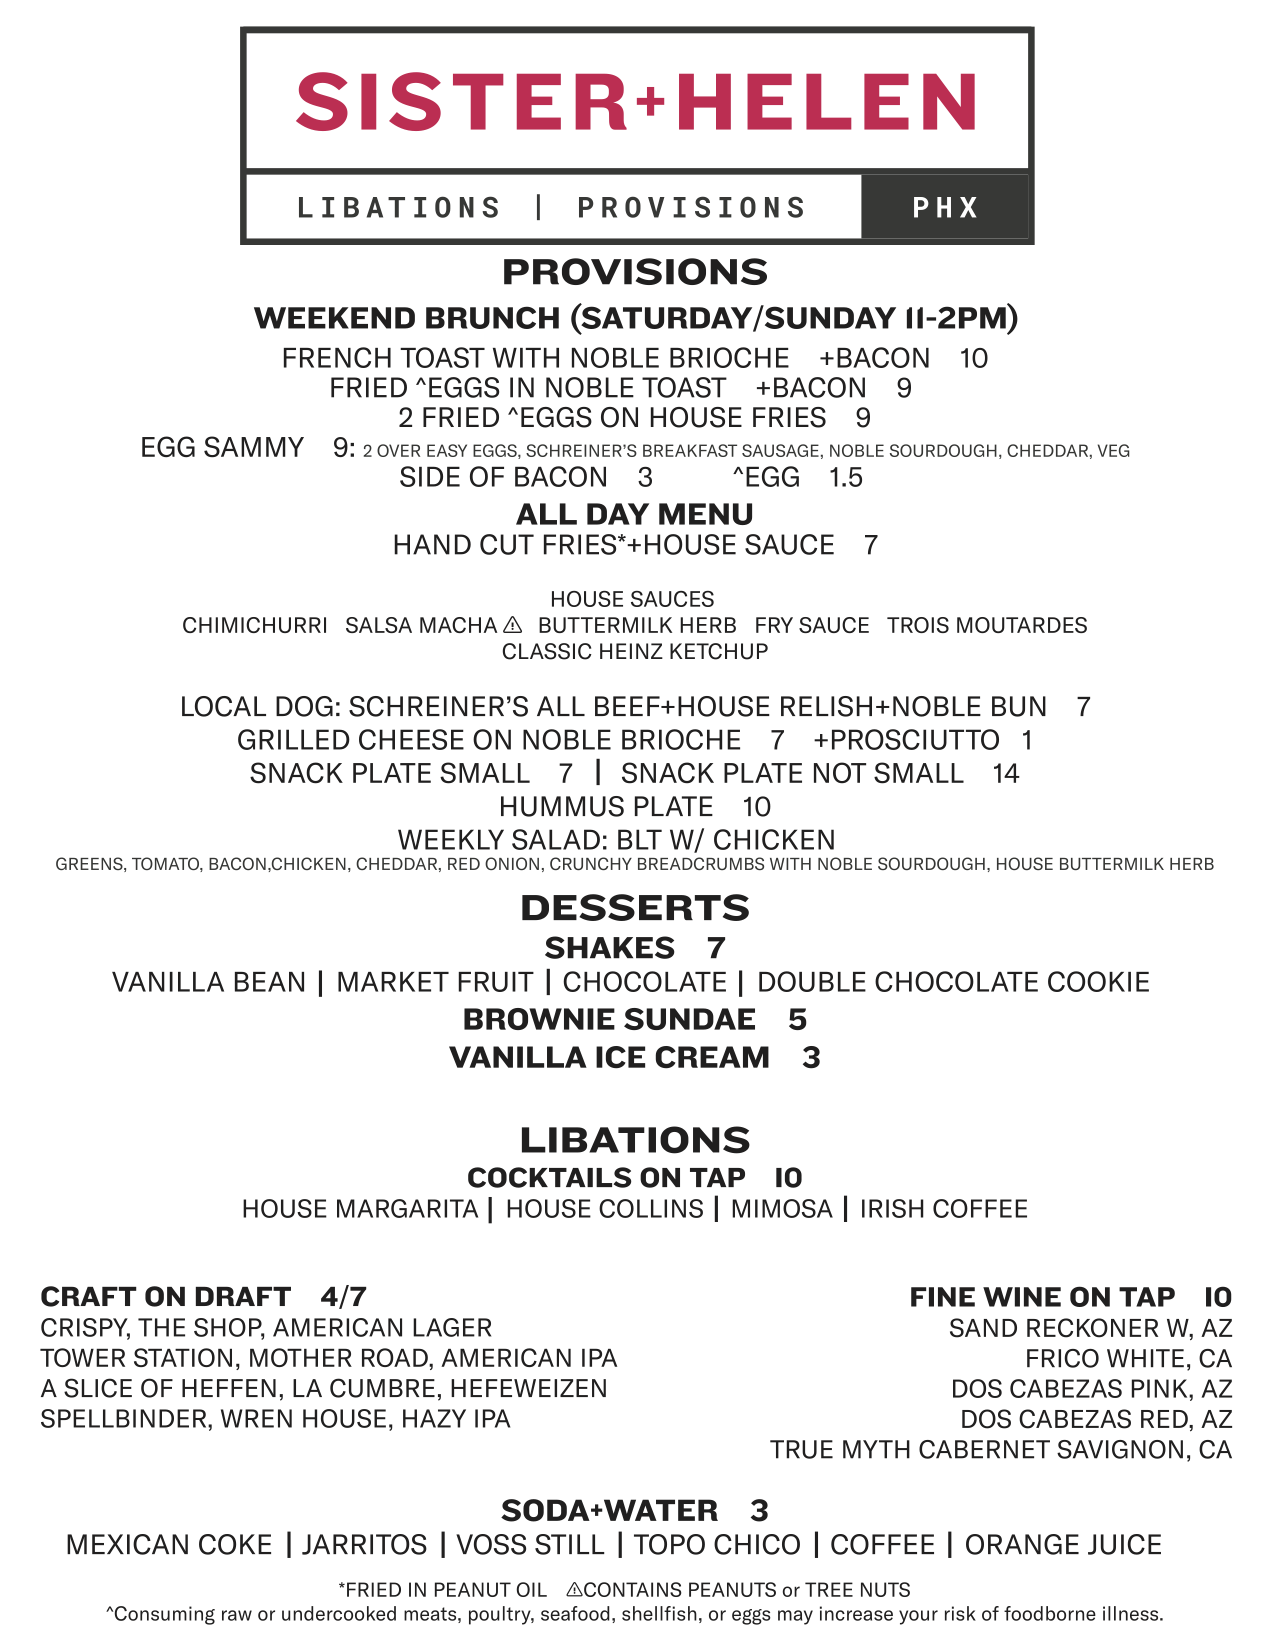 SISTER+HELEN
LIBATIONS | PROVISIONS PHX
PROVISIONS
WEEKEND BRUNCH (SATURDAY/SUNDAY 11-2PM)
FRENCH TOAST WITH NOBLE BRIOCHE +BACON 10
FRIED ^EGGS IN NOBLE TOAST +BACON 9
2 FRIED ^EGGS ON HOUSE FRIES 9
EGG SAMMY 9: 2 OVER EASY EGGS, SCHREINER'S BREAKFAST SAUSAGE, NOBLE SOURDOUGH, CHEDDAR, VEG
SIDE OF BACON 3 ^EGG 1.5
ALL DAY MENU
HAND CUT FRIES*+HOUSE SAUCE 7
HOUSE SAUCES
CHIMICHURRI SALSA MACHA ⚠ BUTTERMILK HERB FRY SAUCE TROIS MOUTARDES
CLASSIC HEINZ KETCHUP
LOCAL DOG: SCHREINER'S ALL BEEF+HOUSE RELISH+NOBLE BUN 7
GRILLED CHEESE ON NOBLE BRIOCHE 7 +PROSCIUTTO 1
SNACK PLATE SMALL 7 | SNACK PLATE NOT SMALL 14
HUMMUS PLATE 10
WEEKLY SALAD: BLT W/ CHICKEN
GREENS, TOMATO, BACON,CHICKEN, CHEDDAR, RED ONION, CRUNCHY BREADCRUMBS WITH NOBLE SOURDOUGH, HOUSE BUTTERMILK HERB
DESSERTS
SHAKES 7
VANILLA BEAN | MARKET FRUIT | CHOCOLATE | DOUBLE CHOCOLATE COOKIE
BROWNIE SUNDAE 5
VANILLA ICE CREAM 3
LIBATIONS
COCKTAILS ON TAP 10
HOUSE MARGARITA | HOUSE COLLINS | MIMOSA | IRISH COFFEE
CRAFT ON DRAFT 4/7
CRISPY, THE SHOP, AMERICAN LAGER
TOWER STATION, MOTHER ROAD, AMERICAN IPA
A SLICE OF HEFFEN, LA CUMBRE, HEFEWEIZEN
SPELLBINDER, WREN HOUSE, HAZY IPA
FINE WINE ON TAP 10
SAND RECKONER W, AZ
FRICO WHITE, CA
DOS CABEZAS PINK, AZ
DOS CABEZAS RED, AZ
TRUE MYTH CABERNET SAVIGNON, CA
SODA+WATER 3
MEXICAN COKE | JARRITOS | VOSS STILL | TOPO CHICO | COFFEE | ORANGE JUICE
*FRIED IN PEANUT OIL ⚠CONTAINS PEANUTS or TREE NUTS
^Consuming raw or undercooked meats, poultry, seafood, shellfish, or eggs may increase your risk of foodborne illness.